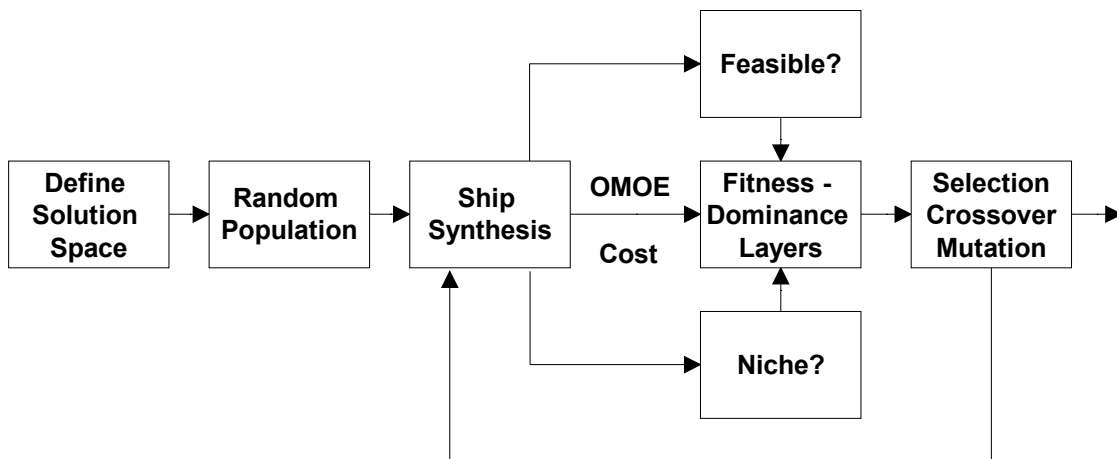 Feasible?
Define
Solution
Space
Random
Population
Ship
Synthesis
OMOE
Cost
Fitness -
Dominance
Layers
Selection
Crossover
Mutation
Niche?